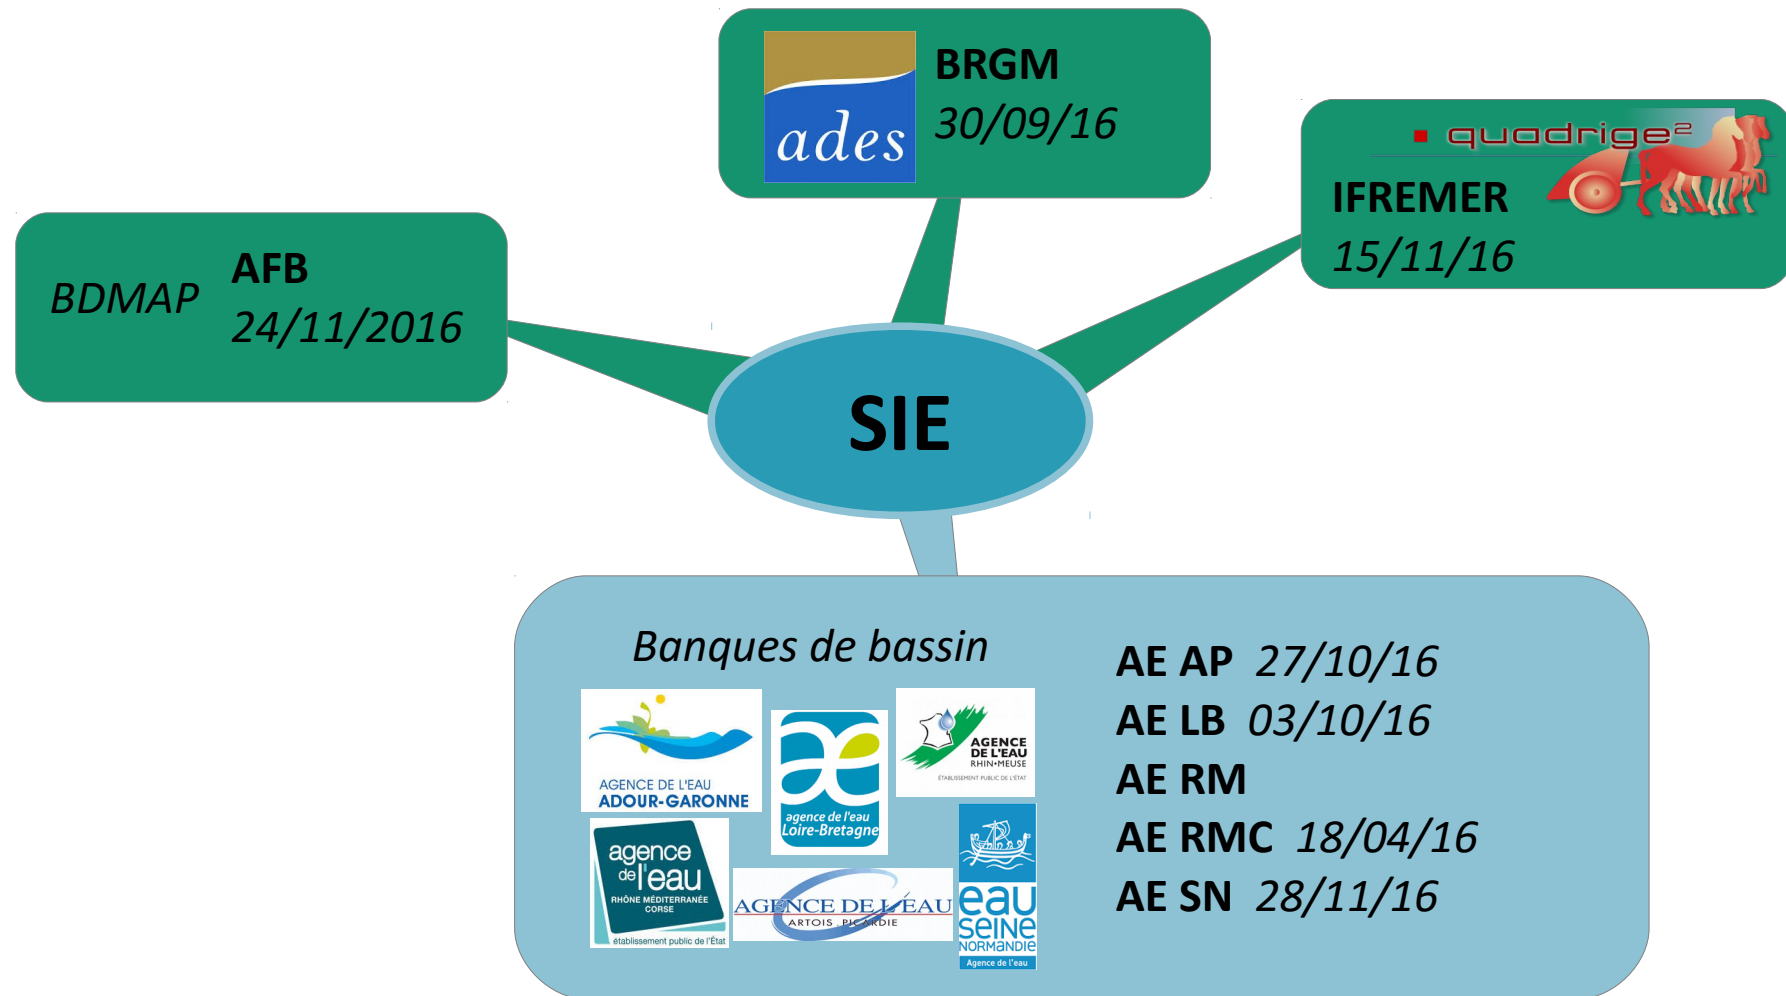 ades
BRGM
30/09/16
quadrige²
IFREMER
15/11/16
BDMAP
AFB
24/11/2016
SIE
Banques de bassin
AGENCE DE L'EAU
ADOUR-GARONNE
æ
agence de l'eau
Loire-Bretagne
AGENCE
DE L'EAU
RHIN•MEUSE
ÉTABLISSEMENT PUBLIC DE L'ÉTAT
agence
de l'eau
RHÔNE MÉDITERRANÉE
CORSE
établissement public de l'État
AGENCE DE L'EAU
ARTOIS . PICARDIE
eau
SEINE
NORMANDIE
Agence de l'eau
AE AP 27/10/16
AE LB 03/10/16
AE RM
AE RMC 18/04/16
AE SN 28/11/16